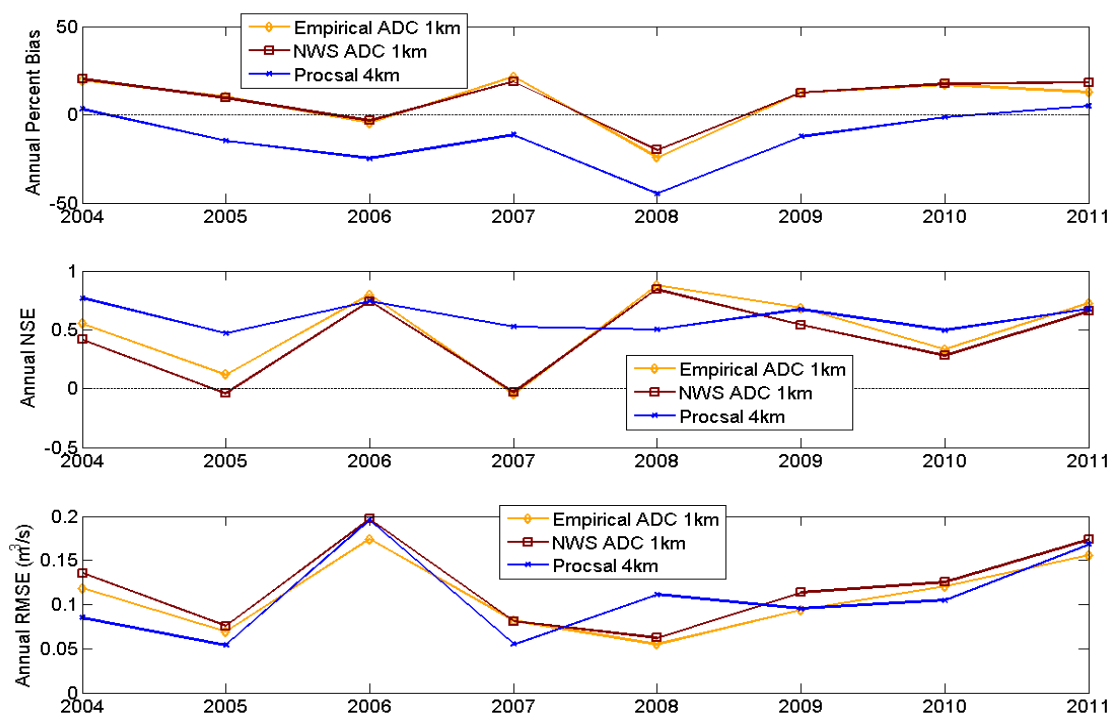 50
Empirical ADC 1km
NWS ADC 1km
Procsal 4km
Annual Percent Bias
0
-50
2004 2005 2006 2007 2008 2009 2010 2011
1
Annual NSE
0.5
Empirical ADC 1km
NWS ADC 1km
Procsal 4km
0
-0.5
2004 2005 2006 2007 2008 2009 2010 2011
0.2
Empirical ADC 1km
NWS ADC 1km
Procsal 4km
Annual RMSE (m³/s)
0.15
0.1
0.05
0
2004 2005 2006 2007 2008 2009 2010 2011